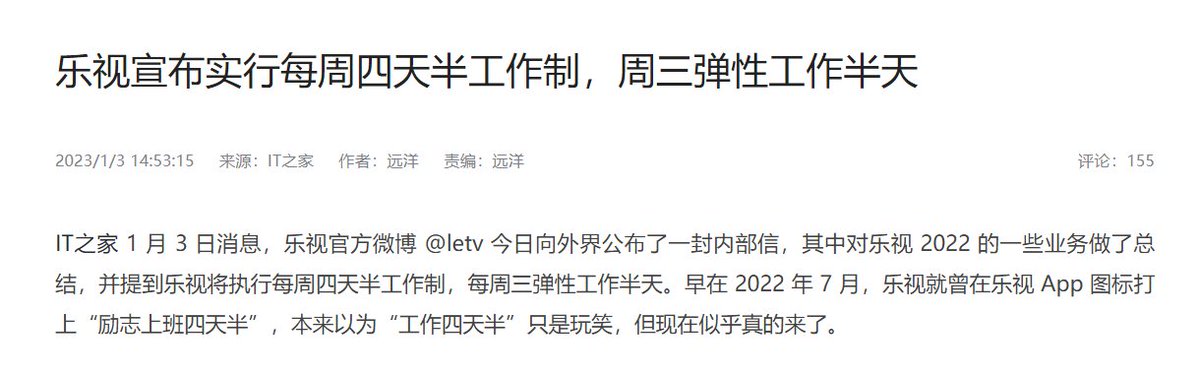 乐视宣布实行每周四天半工作制，周三弹性工作半天
2023/1/3 14:53:15 来源：IT之家 作者：远洋 责编：远洋 评论：155
IT之家 1 月 3 日消息，乐视官方微博 @letv 今日向外界公布了一封内部信，其中对乐视 2022 的一些业务做了总
结，并提到乐视将执行每周四天半工作制，每周三弹性工作半天。早在 2022 年 7 月，乐视就曾在乐视 App 图标打
上“励志上班四天半”，本来以为“工作四天半”只是玩笑，但现在似乎真的来了。